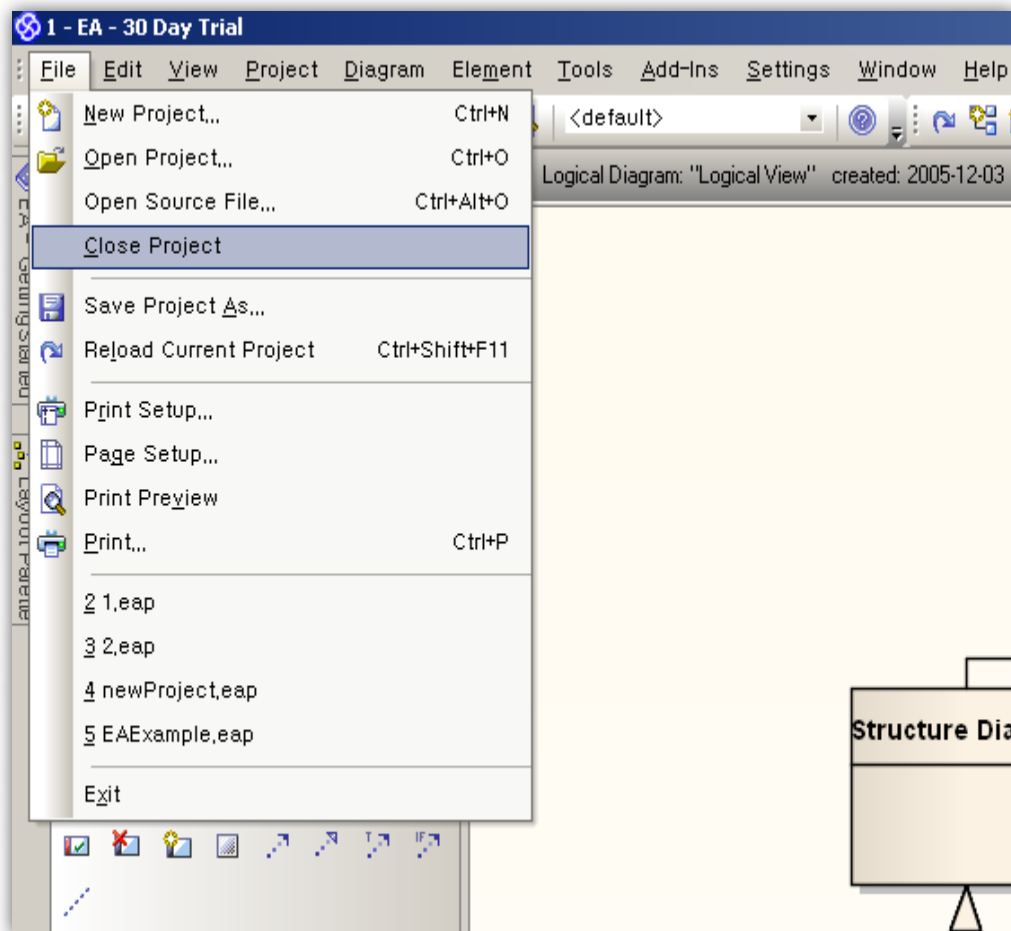 1 - EA - 30 Day Trial
File Edit View Project Diagram Element Tools Add-Ins Settings Window Help
<default>
Logical Diagram: "Logical View" created: 2005-12-03
New Project... Ctrl+N
Open Project... Ctrl+O
Open Source File... Ctrl+Alt+O
Close Project
Save Project As...
Reload Current Project Ctrl+Shift+F11
Print Setup...
Page Setup...
Print Preview
Print... Ctrl+P
2 1.eap
3 2.eap
4 newProject.eap
5 EAExample.eap
Exit
Structure Dia